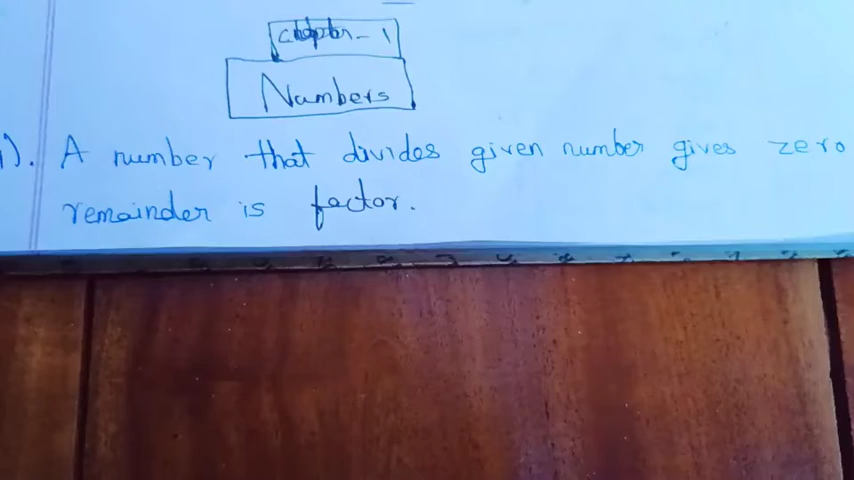 chapter-1
Numbers
1). A number that divides given number gives zero
remainder is factor.